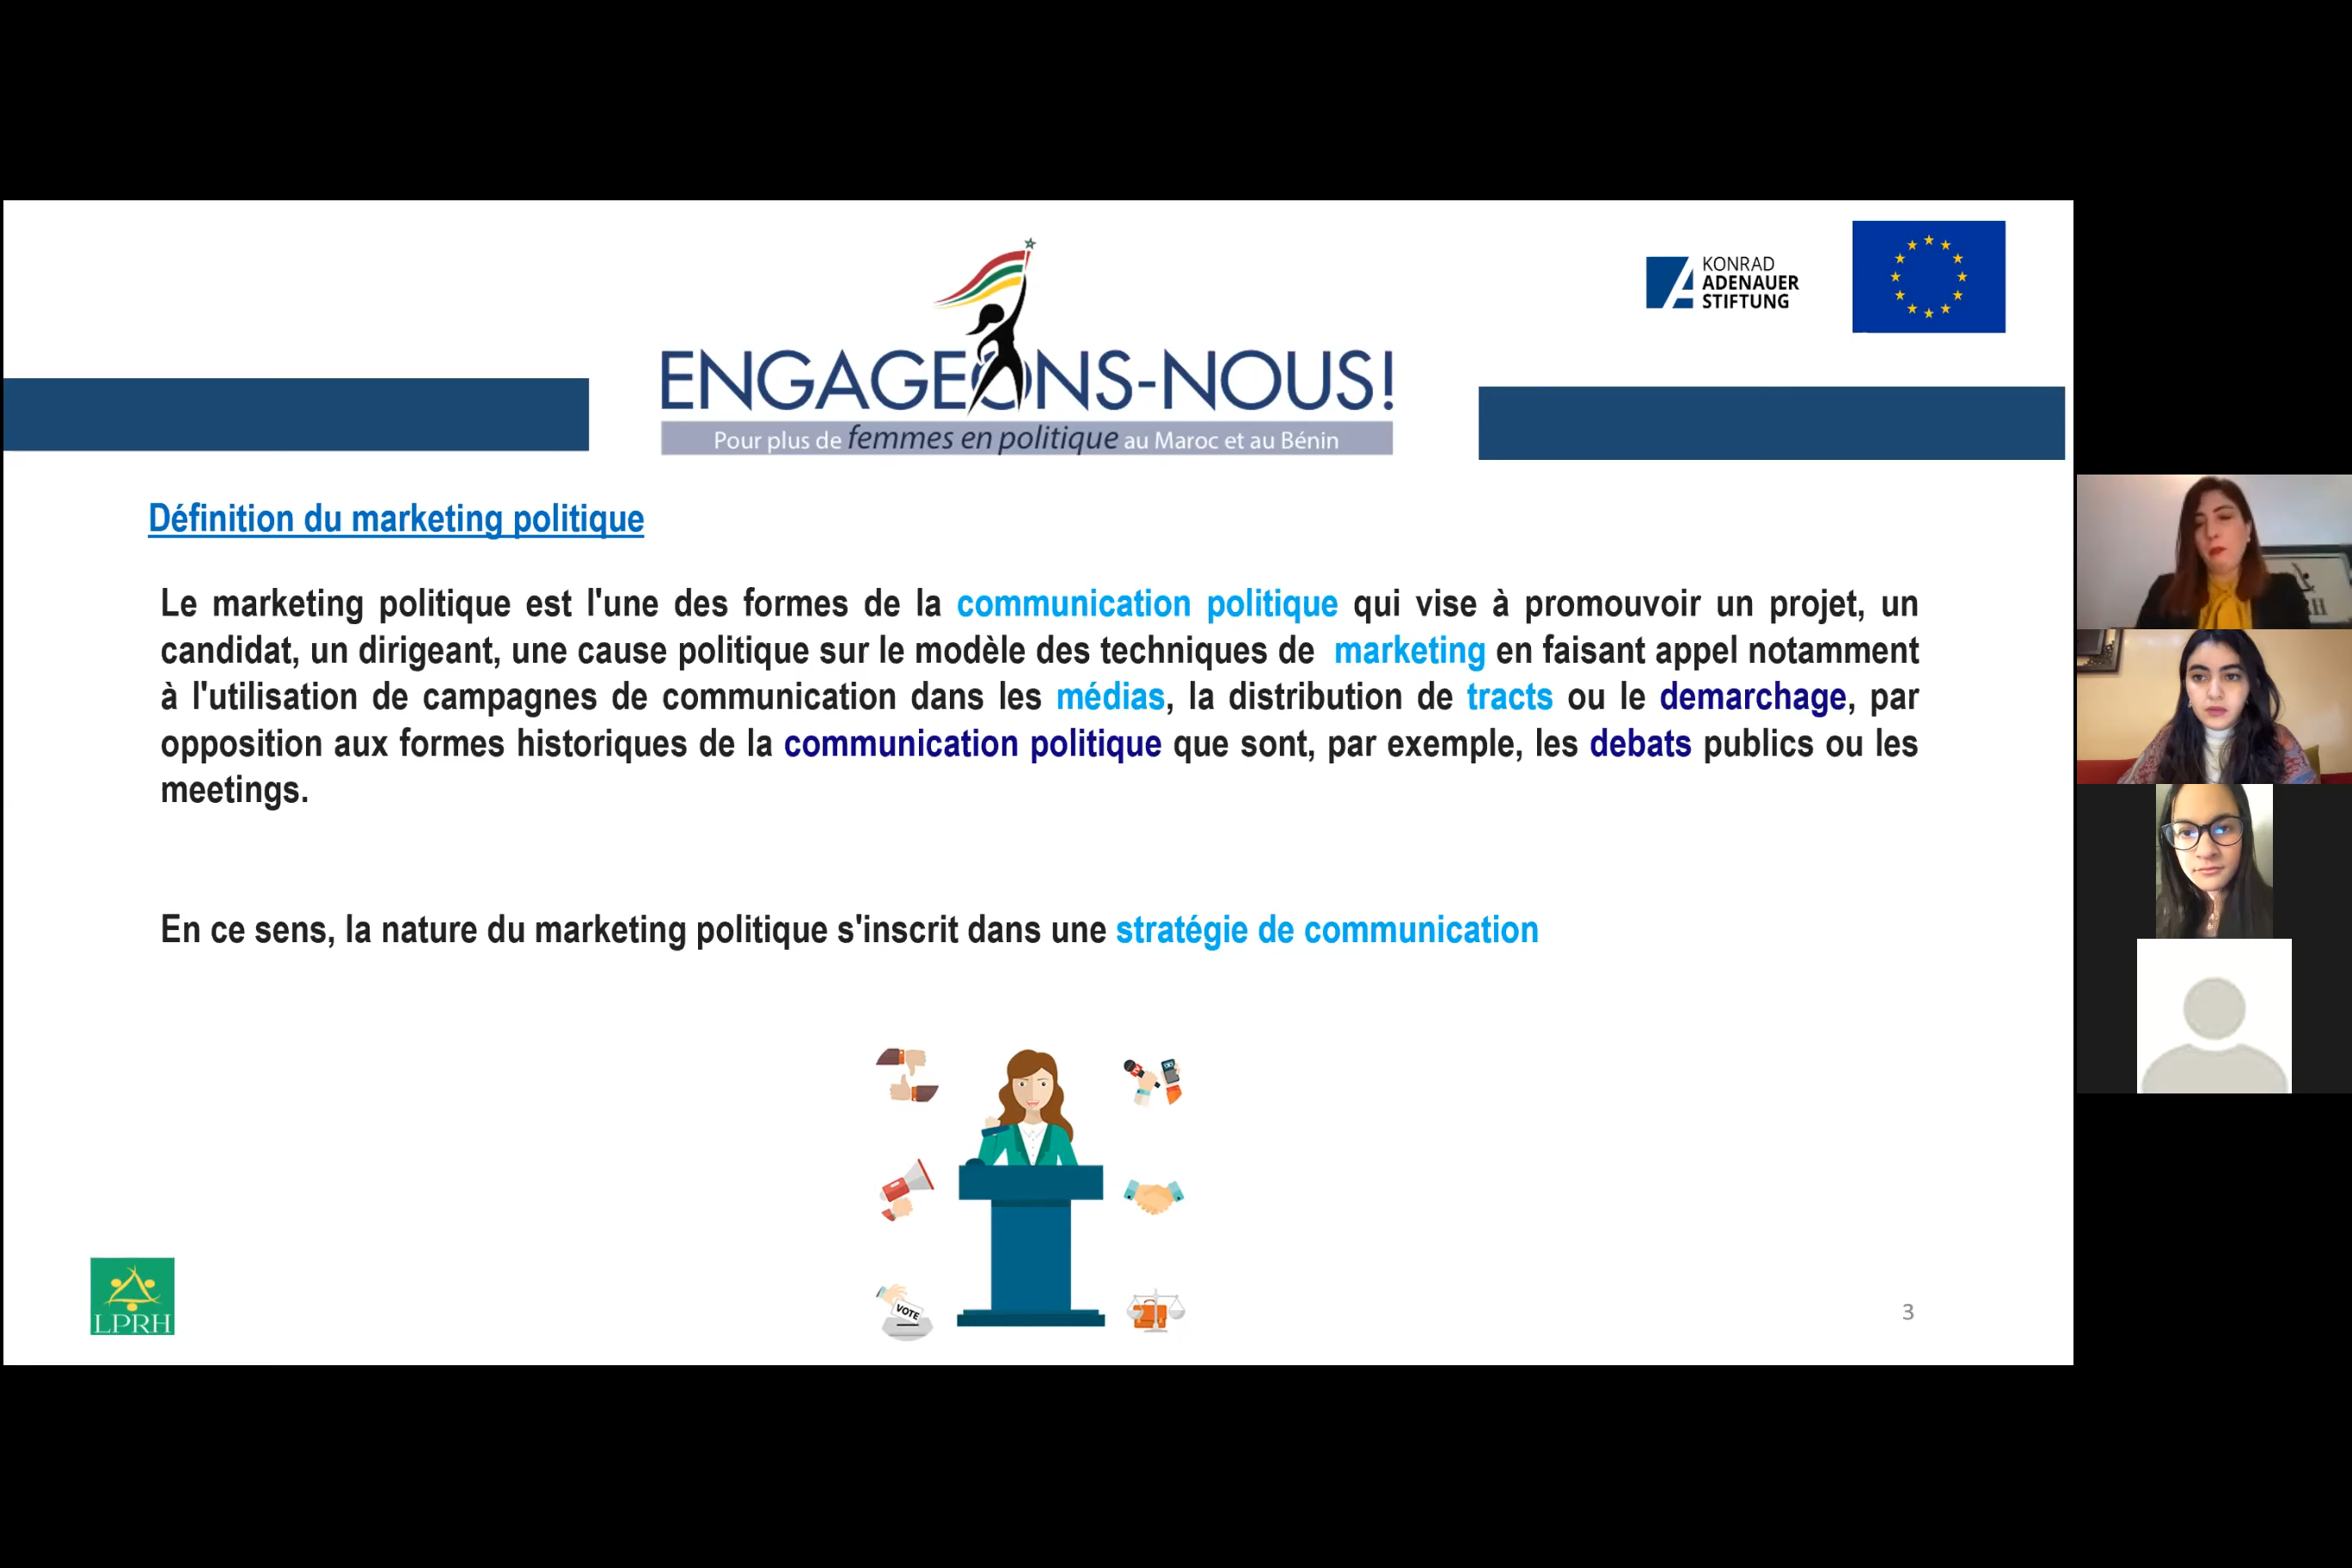 KONRAD
ADENAUER
STIFTUNG
ENGAGEONS-NOUS!
Pour plus de femmes en politique au Maroc et au Bénin
Définition du marketing politique
Le marketing politique est l'une des formes de la communication politique qui vise à promouvoir un projet, un
candidat, un dirigeant, une cause politique sur le modèle des techniques de marketing en faisant appel notamment
à l'utilisation de campagnes de communication dans les médias, la distribution de tracts ou le demarchage, par
opposition aux formes historiques de la communication politique que sont, par exemple, les debats publics ou les
meetings.
En ce sens, la nature du marketing politique s'inscrit dans une stratégie de communication
VOTE
LPRH
3